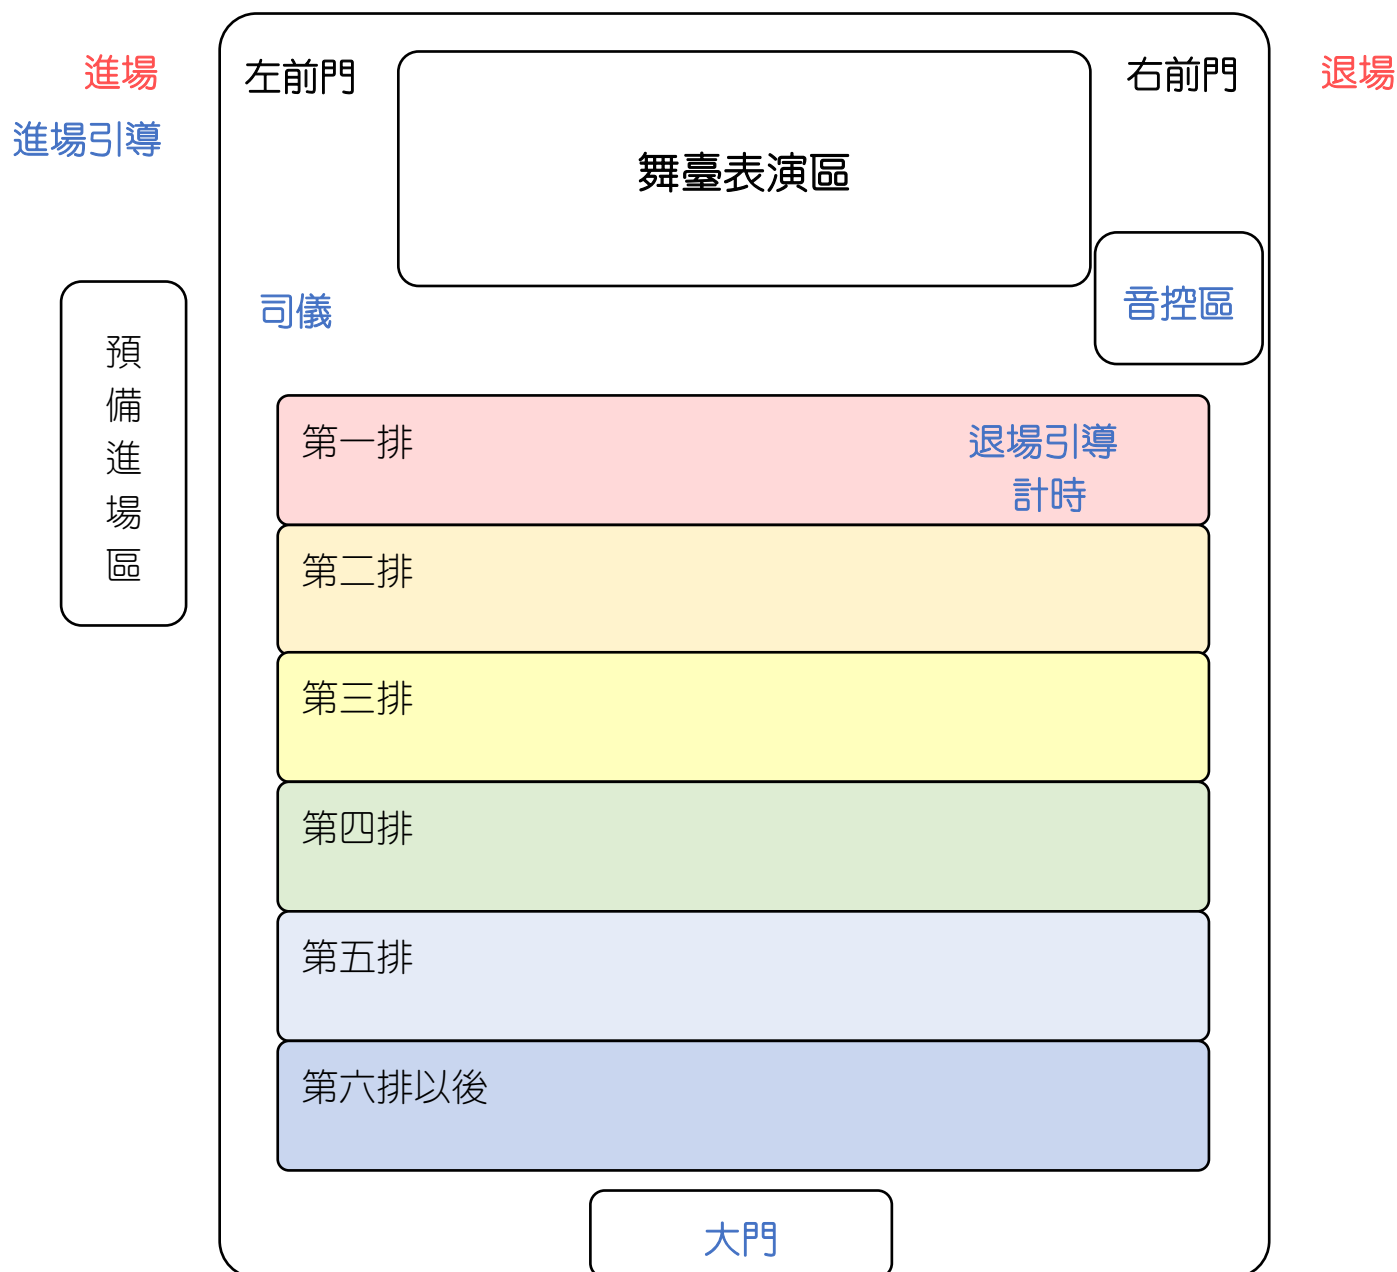 進場
左前門
右前門
退場
進場引導
舞臺表演區
司儀
音控區
預備進場區
第一排
退場引導
計時
第二排
第三排
第四排
第五排
第六排以後
大門